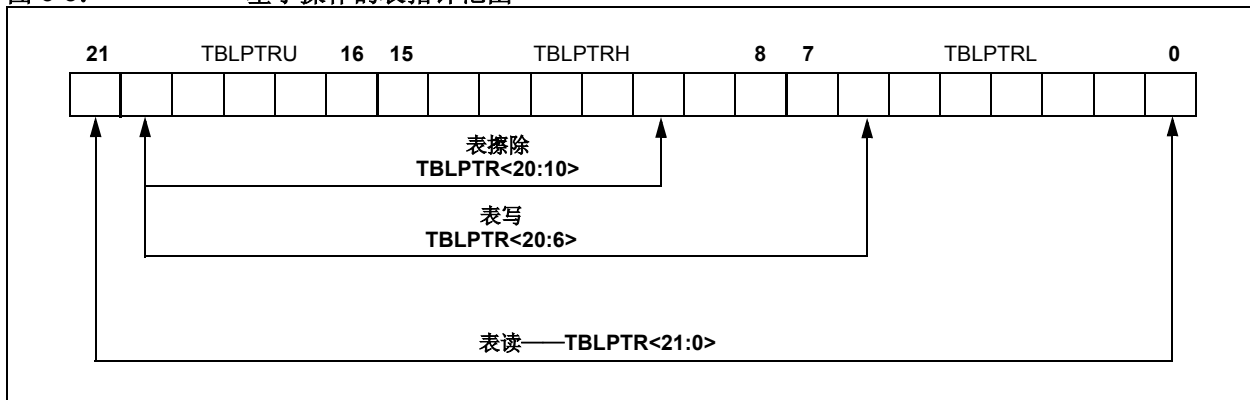 21 TBLPTRU 16 15 TBLPTRH 8 7 TBLPTRL 0
表擦除
TBLPTR<20:10>
表写
TBLPTR<20:6>
表读——TBLPTR<21:0>